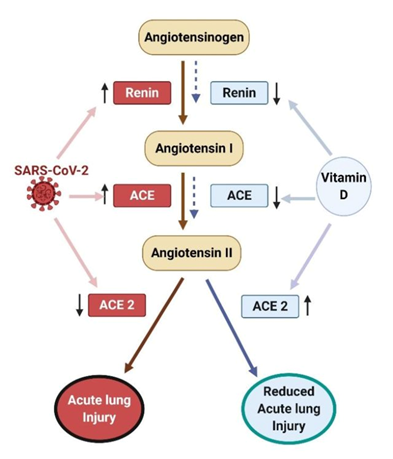 Angiotensinogen
Renin
Renin
Angiotensin I
SARS-CoV-2
Vitamin
D
ACE
ACE
Angiotensin II
ACE 2
ACE 2
Acute lung
Injury
Reduced
Acute lung
Injury